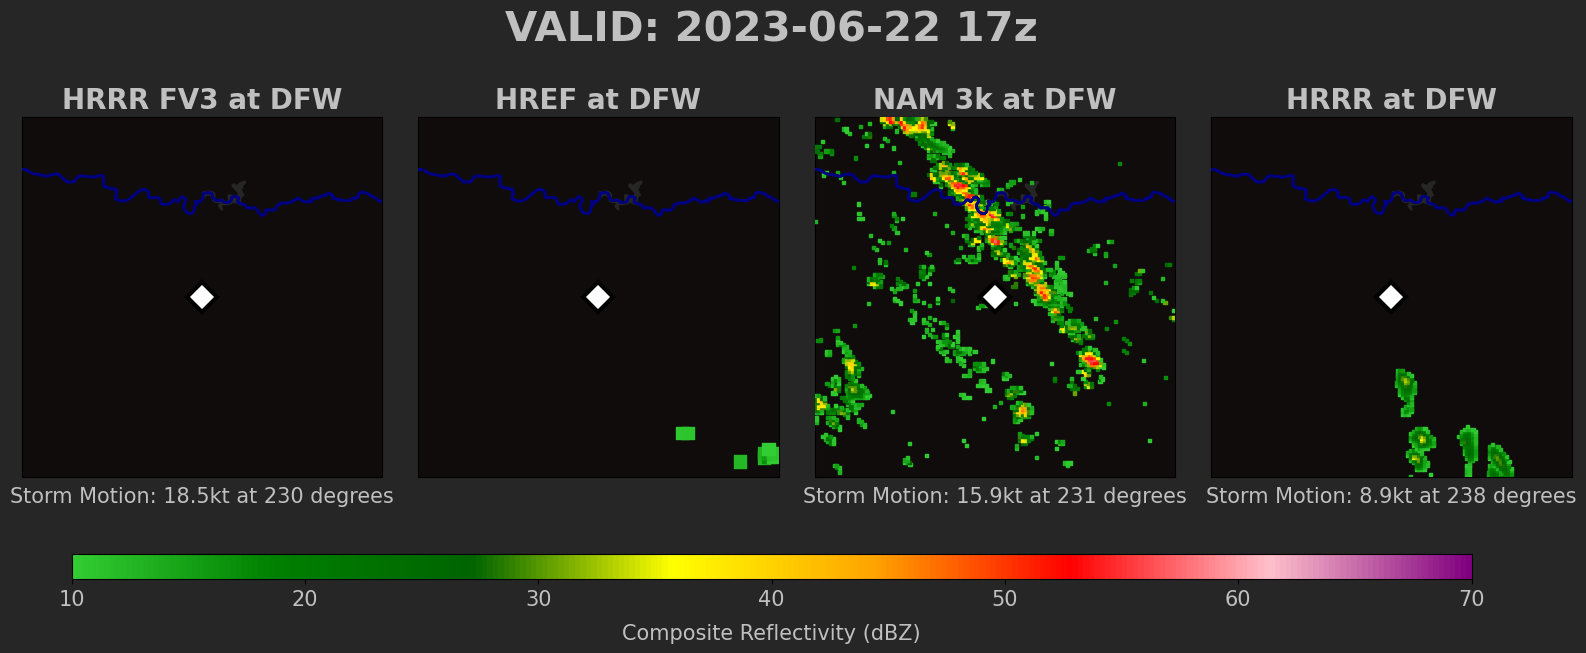 VALID: 2023-06-22 17z
HRRR FV3 at DFW
HREF at DFW
NAM 3k at DFW
HRRR at DFW
Storm Motion: 18.5kt at 230 degrees
Storm Motion: 15.9kt at 231 degrees
Storm Motion: 8.9kt at 238 degrees
10 20 30 40 50 60 70
Composite Reflectivity (dBZ)